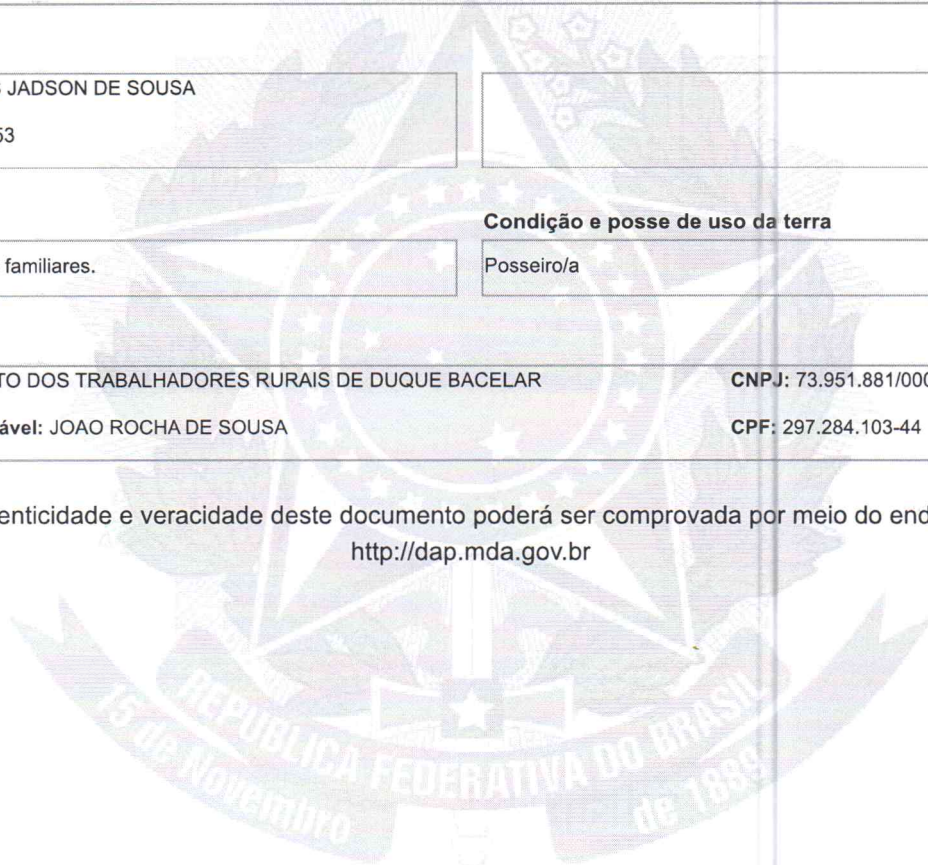 JADSON DE SOUSA
53
Condição e posse de uso da terra
familiares.
Posseiro/a
TO DOS TRABALHADORES RURAIS DE DUQUE BACELAR
CNPJ: 73.951.881/000
ável: JOAO ROCHA DE SOUSA
CPF: 297.284.103-44
enticidade e veracidade deste documento poderá ser comprovada por meio do end
http://dap.mda.gov.br
REPUBLICA FEDERATIVA DO BRASIL
15 de Novembro
de 1889